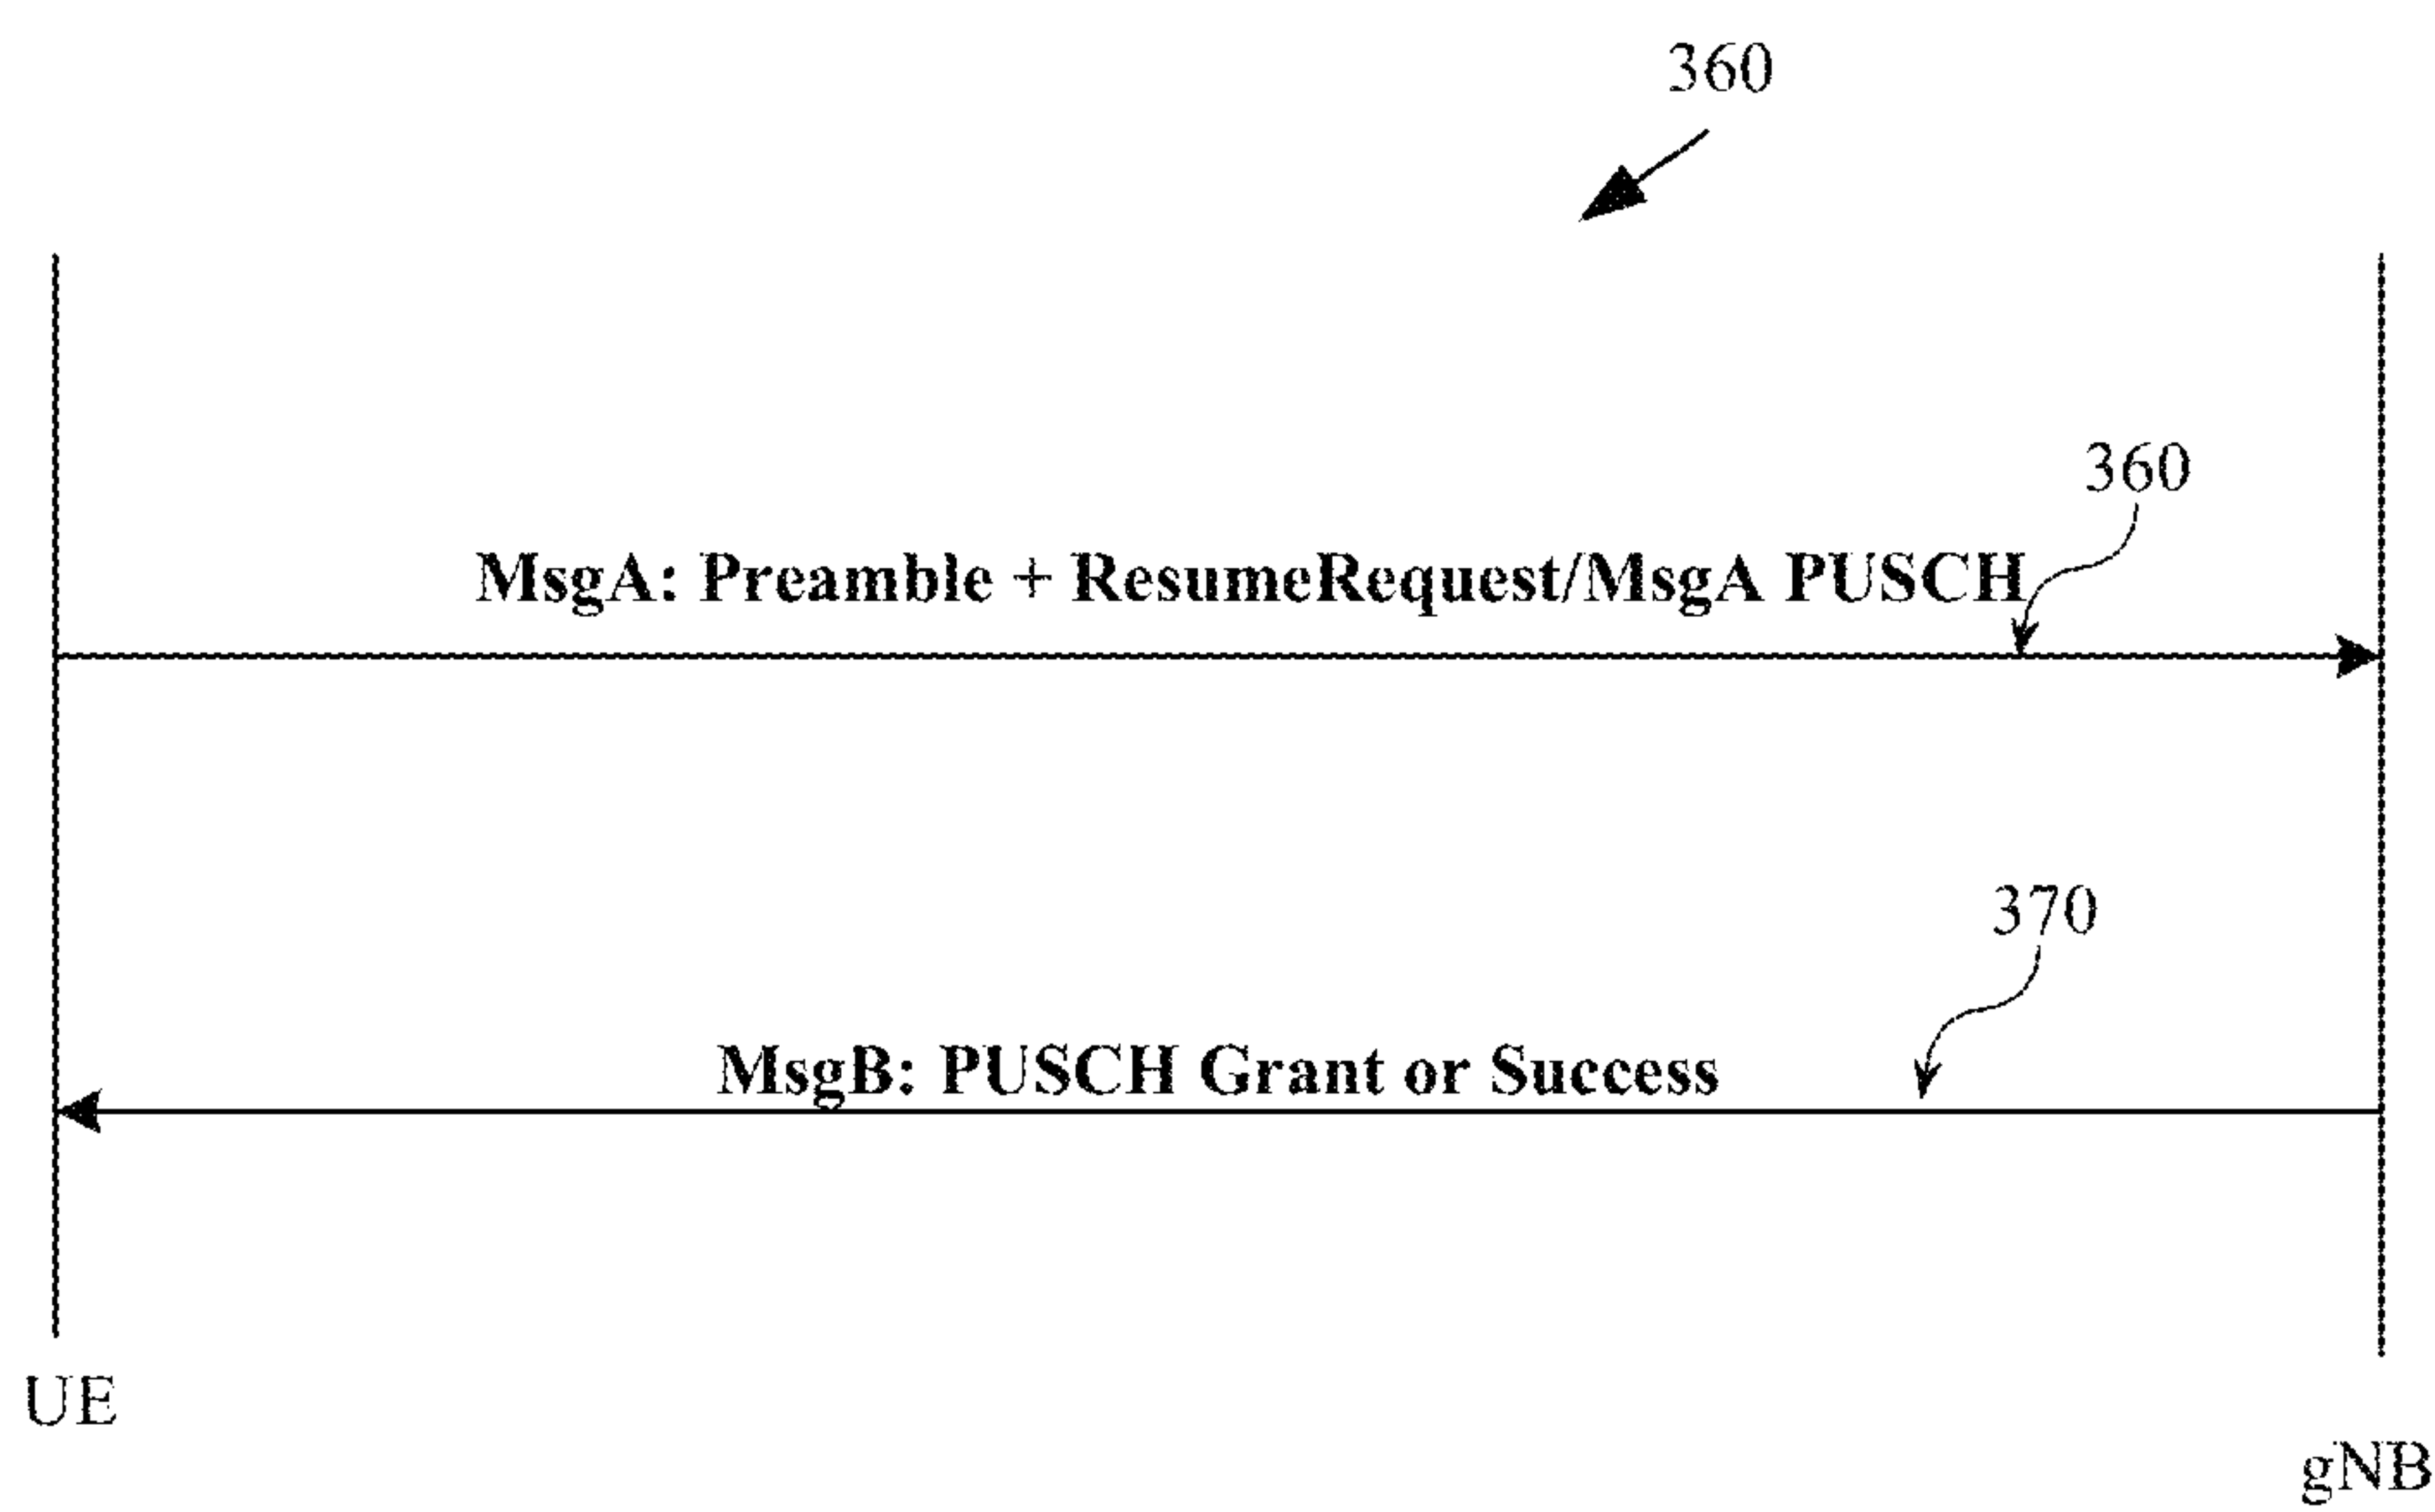 360
360
MsgA: Preamble + ResumeRequest/MsgA PUSCH
370
MsgB: PUSCH Grant or Success
UE
gNB